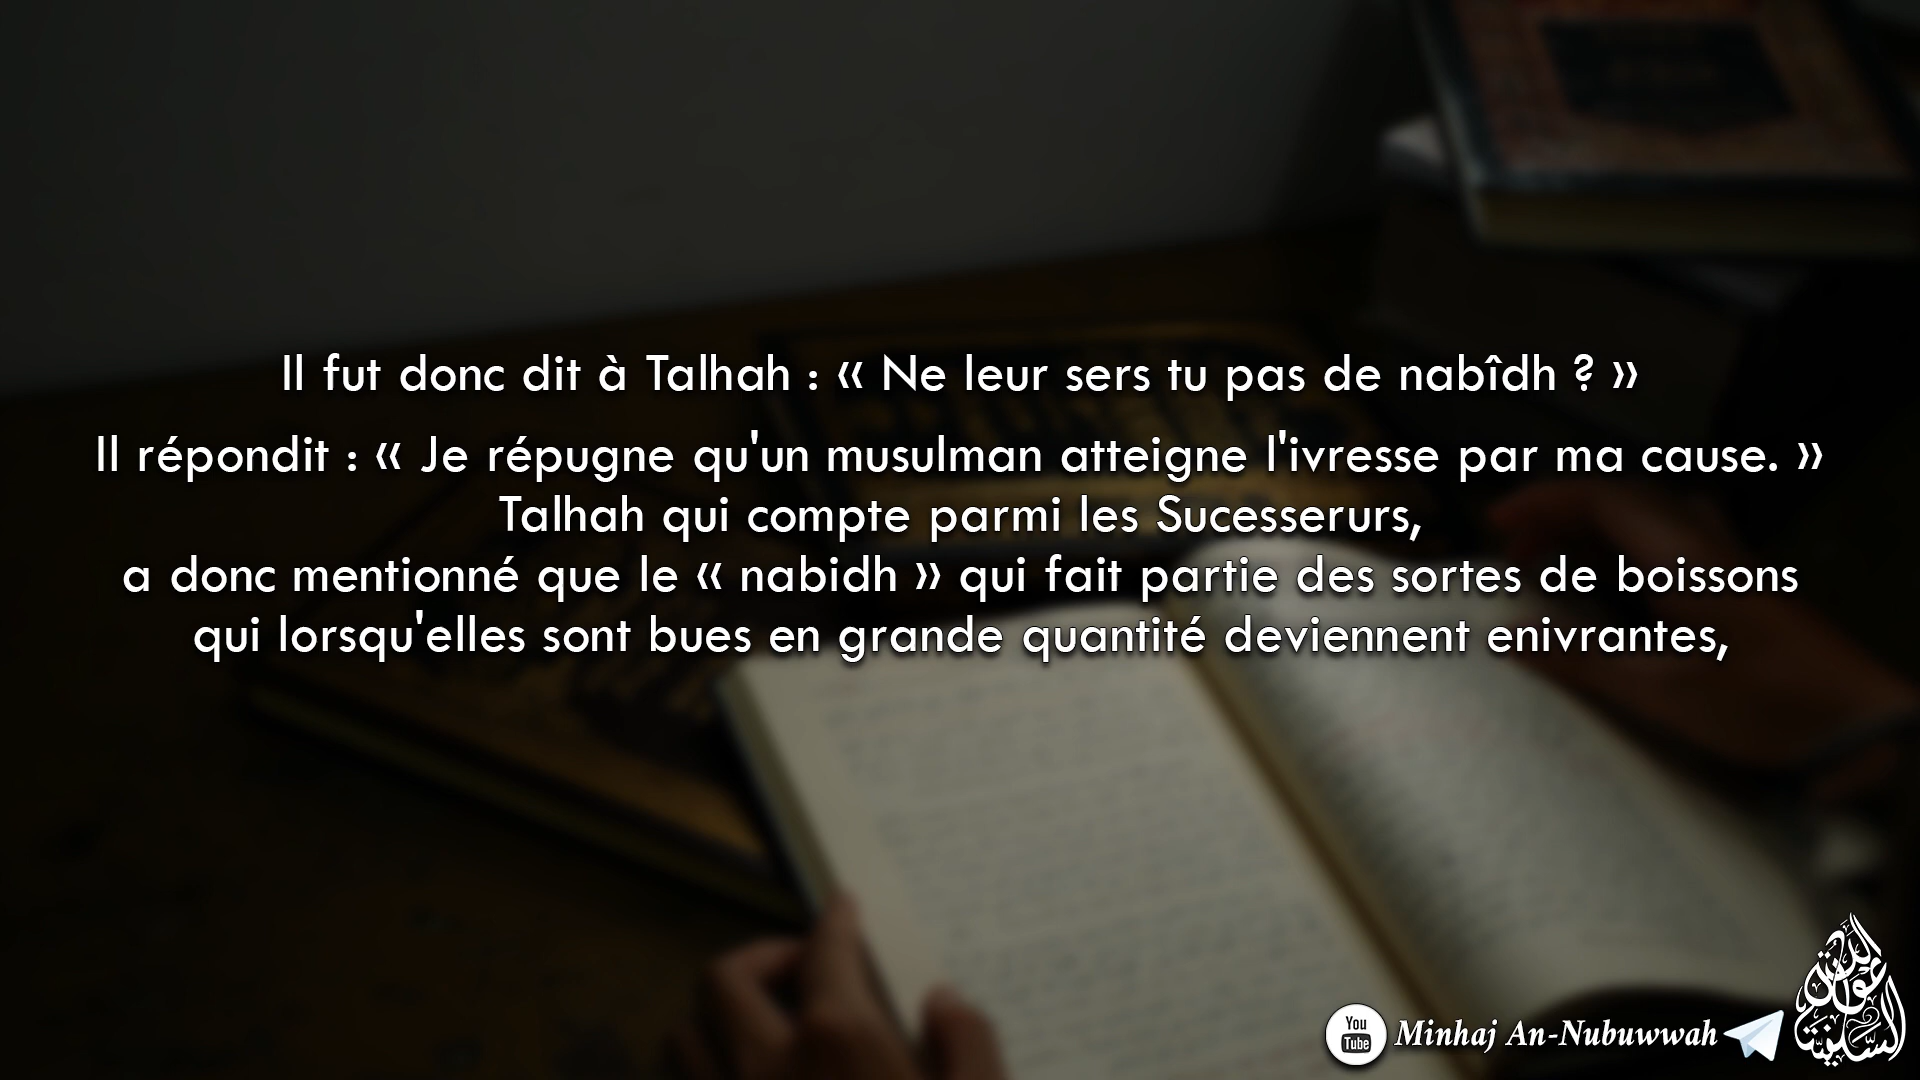 Il fut donc dit à Talhah : « Ne leur sers tu pas de nabîdh ? »
Il répondit : « Je répugne qu'un musulman atteigne l'ivresse par ma cause. »
Talhah qui compte parmi les Sucesserurs,
a donc mentionné que le « nabidh » qui fait partie des sortes de boissons
qui lorsqu'elles sont bues en grande quantité deviennent enivrantes,
You
Tube
Minhaj An-Nubuwwah